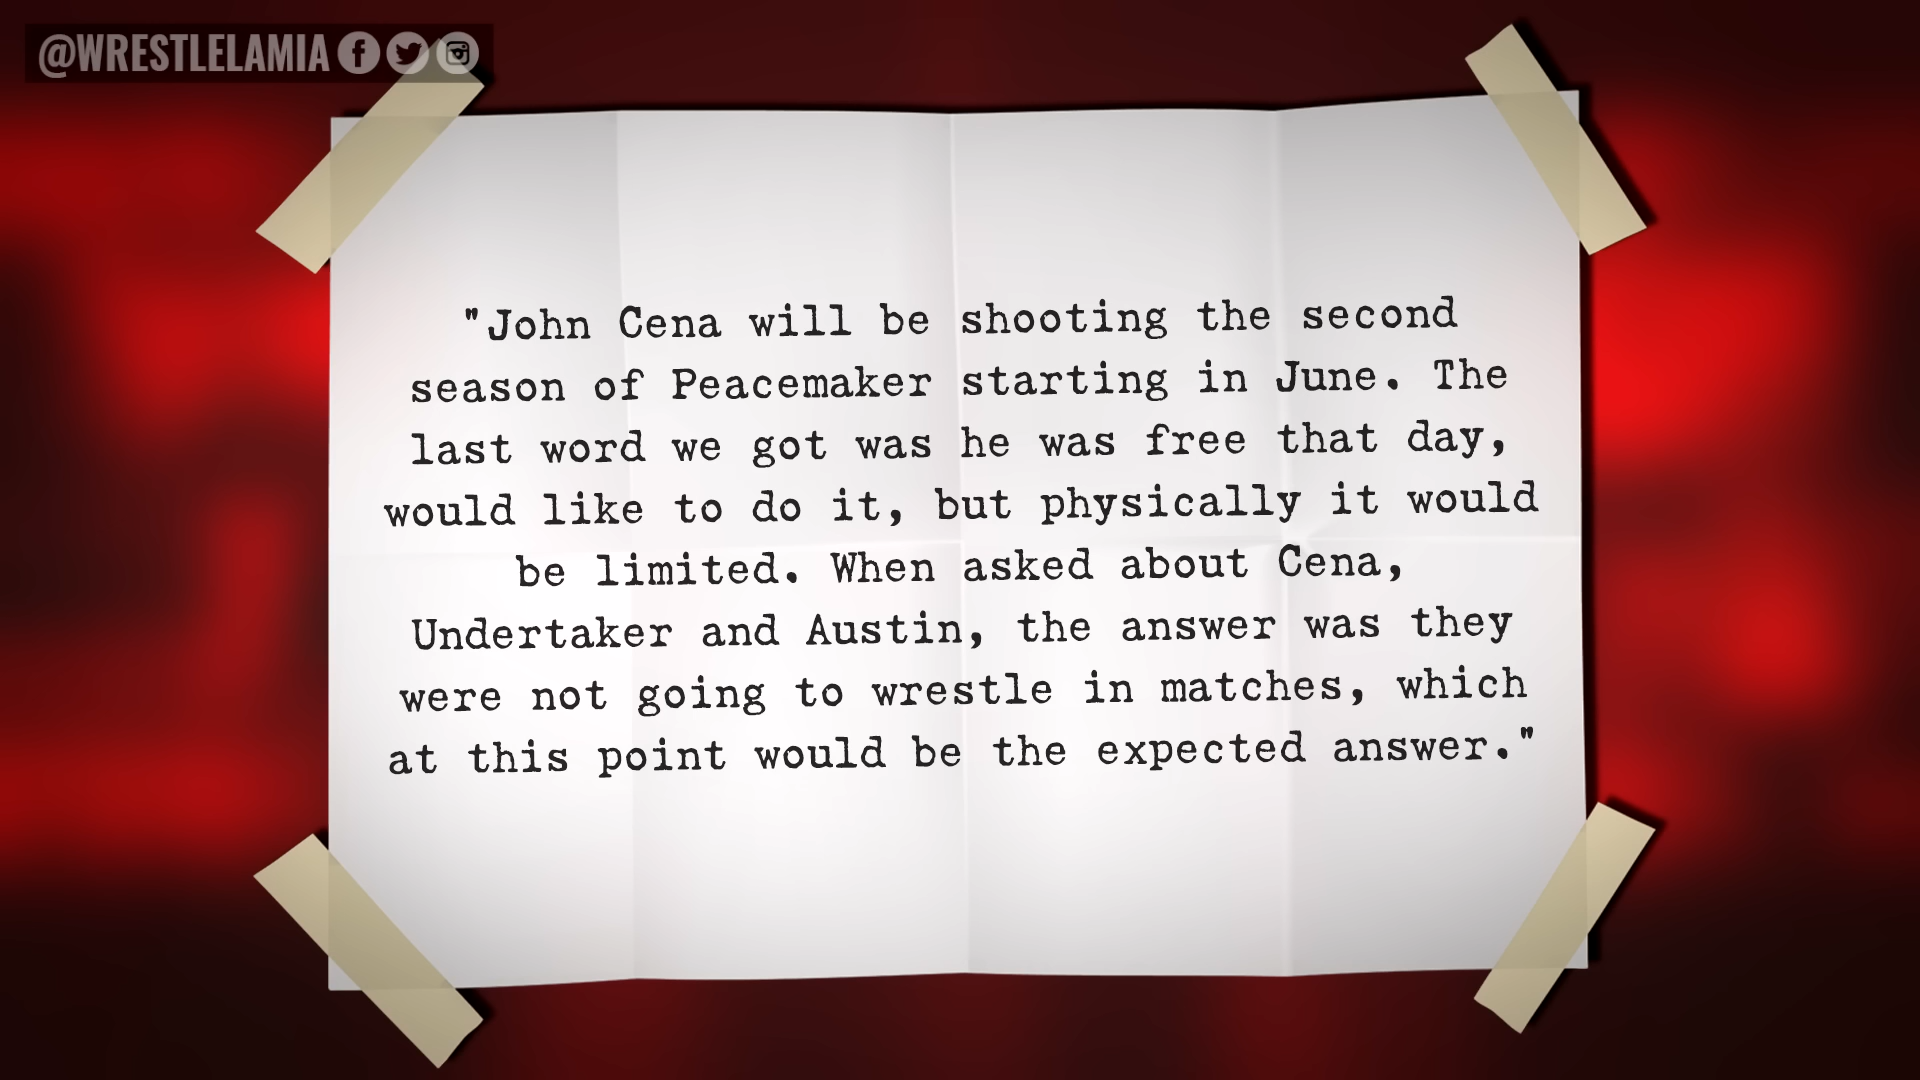 @WRESTLELAMIA
"John Cena will be shooting the second
season of Peacemaker starting in June. The
last word we got was he was free that day,
would like to do it, but physically it would
be limited. When asked about Cena,
Undertaker and Austin, the answer was they
were not going to wrestle in matches, which
at this point would be the expected answer."